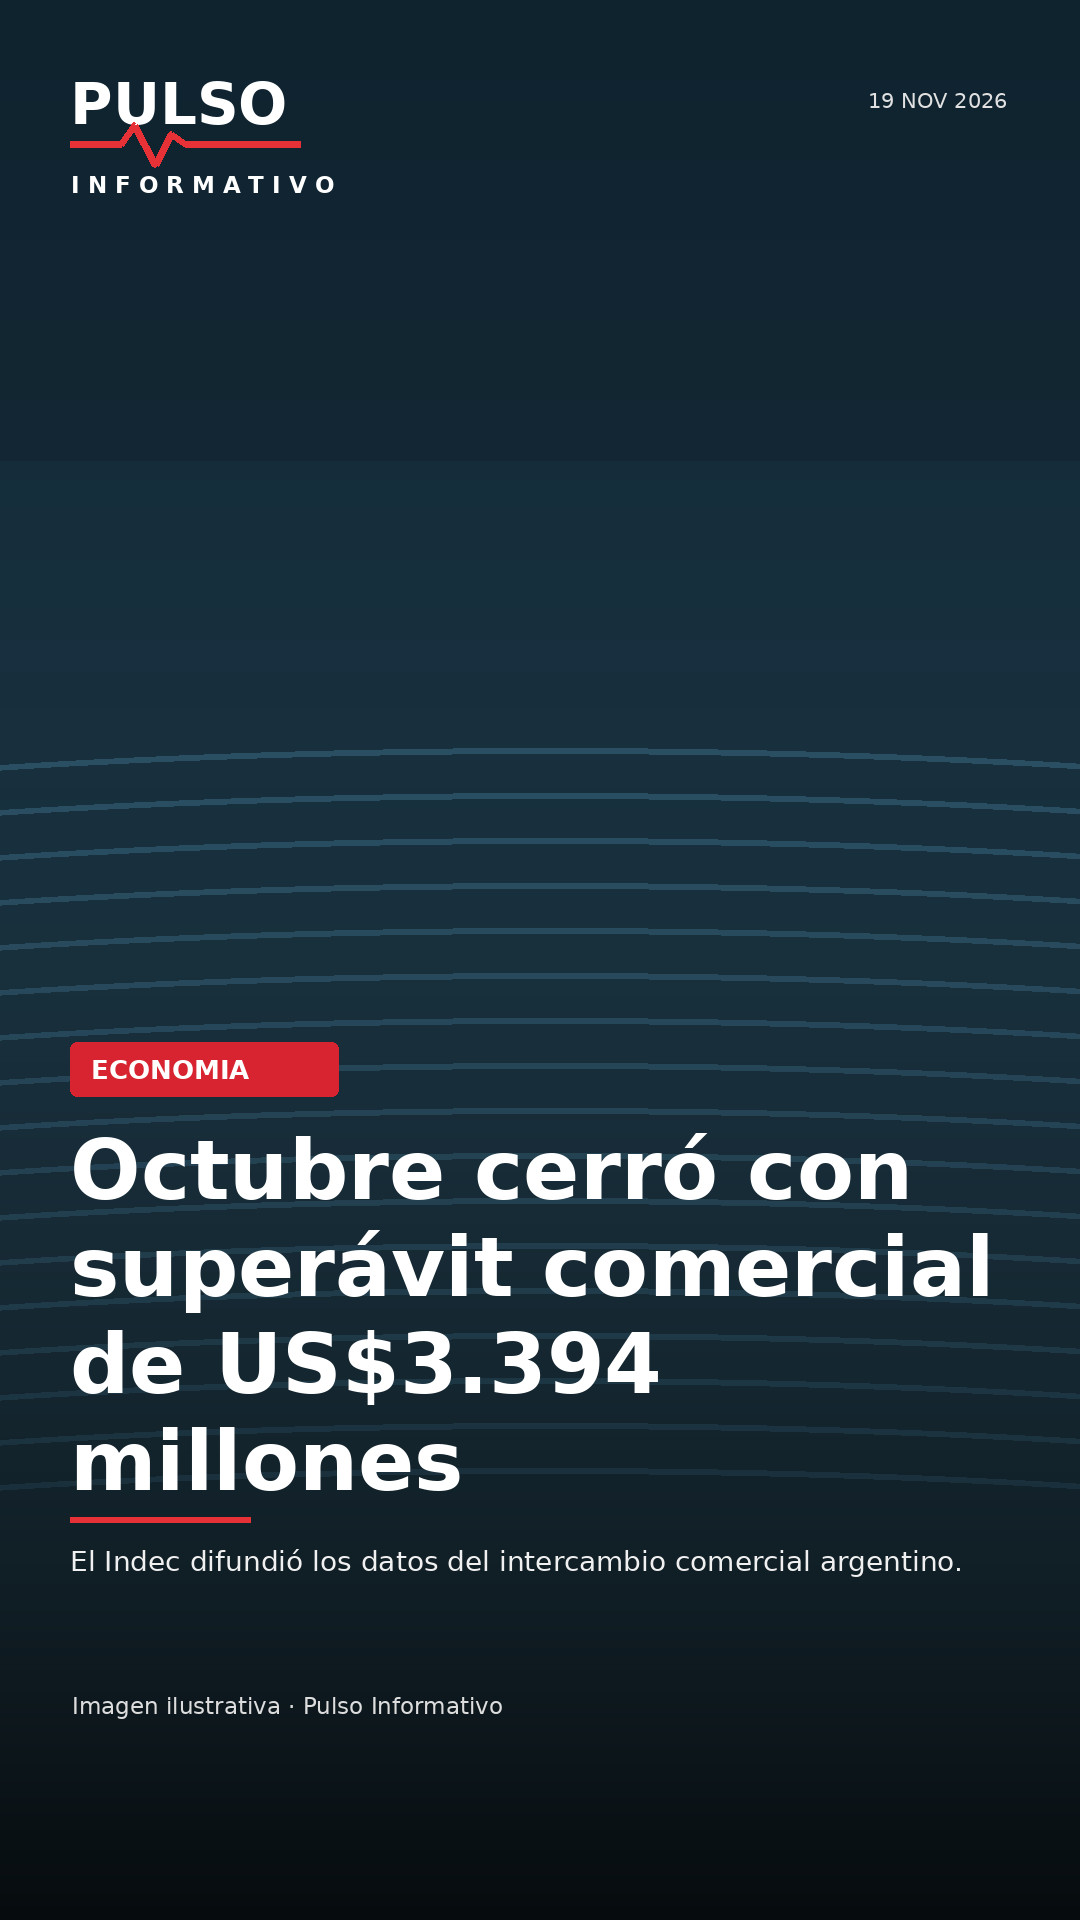 PULSO
INFORMATIVO
19 NOV 2026
ECONOMIA
Octubre cerró con
superávit comercial
de US$3.394
millones
El Indec difundió los datos del intercambio comercial argentino.
Imagen ilustrativa · Pulso Informativo